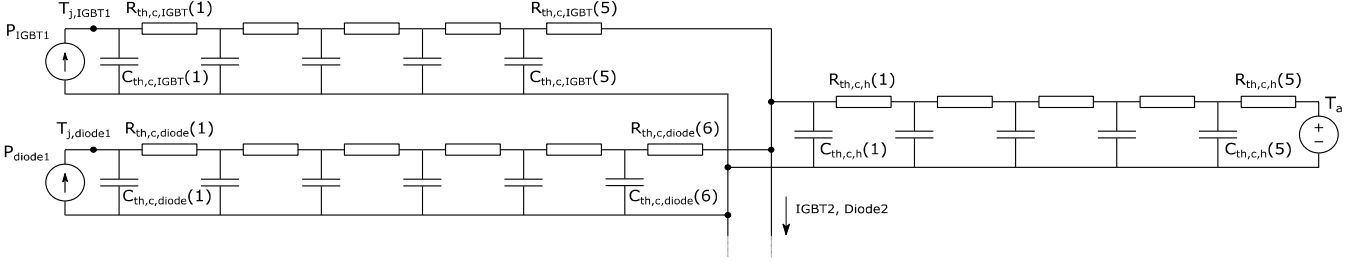 T_j,IGBT1
R_th,c,IGBT(1)
R_th,c,IGBT(5)
P_IGBT1
C_th,c,IGBT(1)
C_th,c,IGBT(5)
R_th,c,h(1)
R_th,c,h(5)
T_a
T_j,diode1
R_th,c,diode(1)
R_th,c,diode(6)
+
−
P_diode1
C_th,c,h(1)
C_th,c,h(5)
C_th,c,diode(1)
C_th,c,diode(6)
IGBT2, Diode2